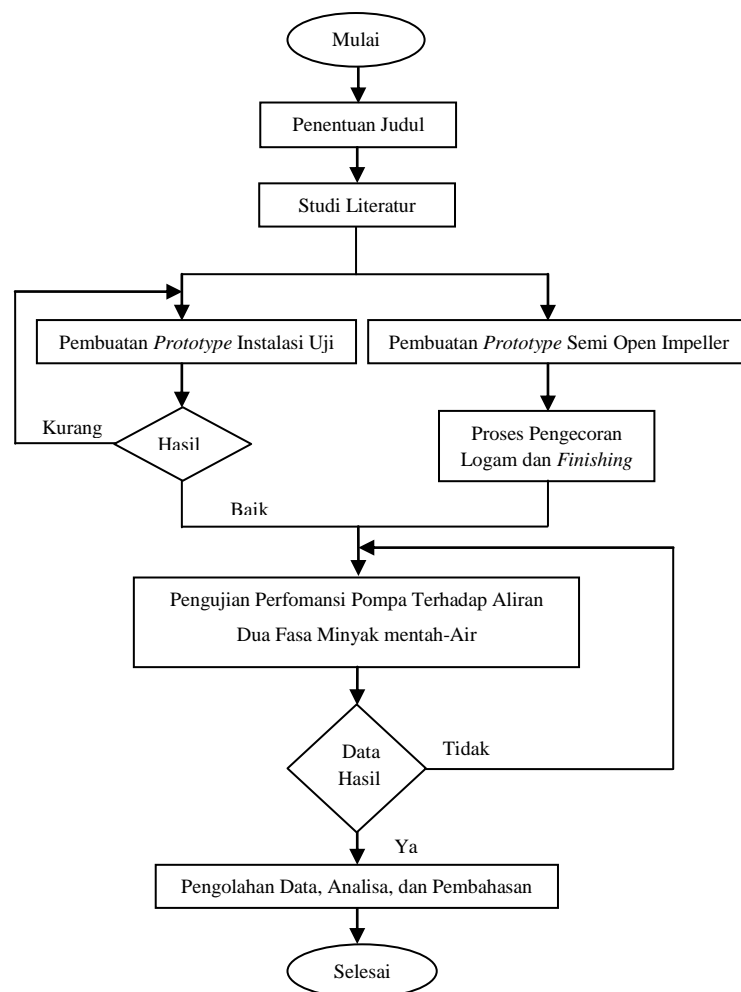 Mulai
Penentuan Judul
Studi Literatur
Pembuatan Prototype Instalasi Uji
Pembuatan Prototype Semi Open Impeller
Kurang
Hasil
Proses Pengecoran
Logam dan Finishing
Baik
Pengujian Perfomansi Pompa Terhadap Aliran
Dua Fasa Minyak mentah-Air
Data
Hasil
Tidak
Ya
Pengolahan Data, Analisa, dan Pembahasan
Selesai